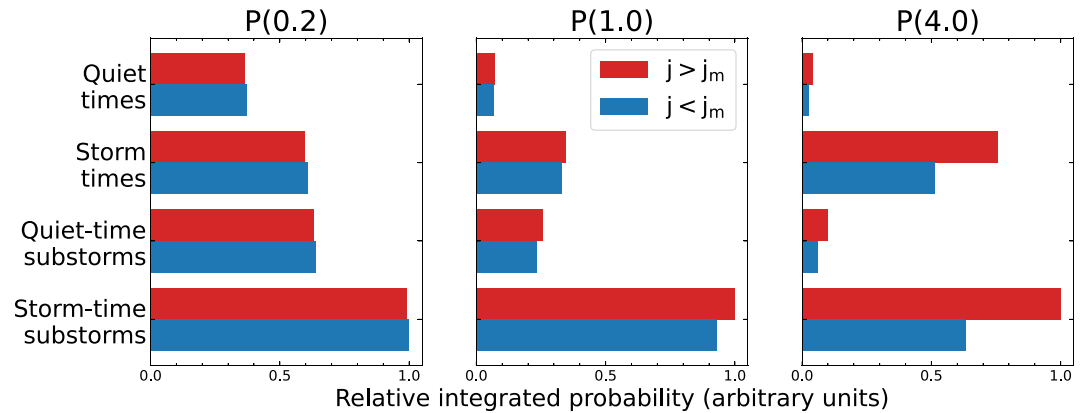 P(0.2) P(1.0) P(4.0)
Quiet
times
Storm
times
Quiet-time
substorms
Storm-time
substorms
j > jₘ
j < jₘ
0.0 0.5 1.0 0.0 0.5 1.0 0.0 0.5 1.0
Relative integrated probability (arbitrary units)